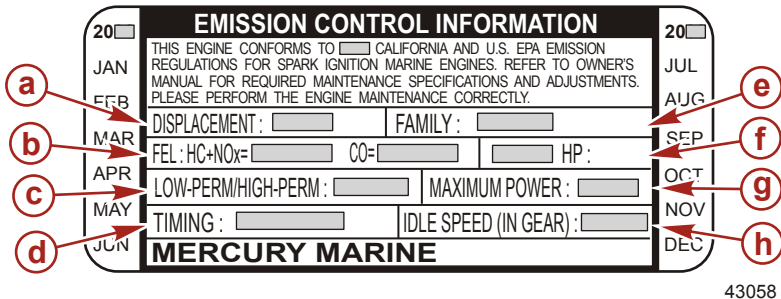 EMISSION CONTROL INFORMATION
THIS ENGINE CONFORMS TO CALIFORNIA AND U.S. EPA EMISSION
REGULATIONS FOR SPARK IGNITION MARINE ENGINES. REFER TO OWNER'S
MANUAL FOR REQUIRED MAINTENANCE SPECIFICATIONS AND ADJUSTMENTS.
PLEASE PERFORM THE ENGINE MAINTENANCE CORRECTLY.
DISPLACEMENT : FAMILY :
FEL : HC+NOx= CO= HP :
LOW-PERM/HIGH-PERM : MAXIMUM POWER :
TIMING : IDLE SPEED (IN GEAR) :
MERCURY MARINE
20
JAN
FEB
MAR
APR
MAY
JUN
20
JUL
AUG
SEP
OCT
NOV
DEC
a
b
c
d
e
f
g
h
43058